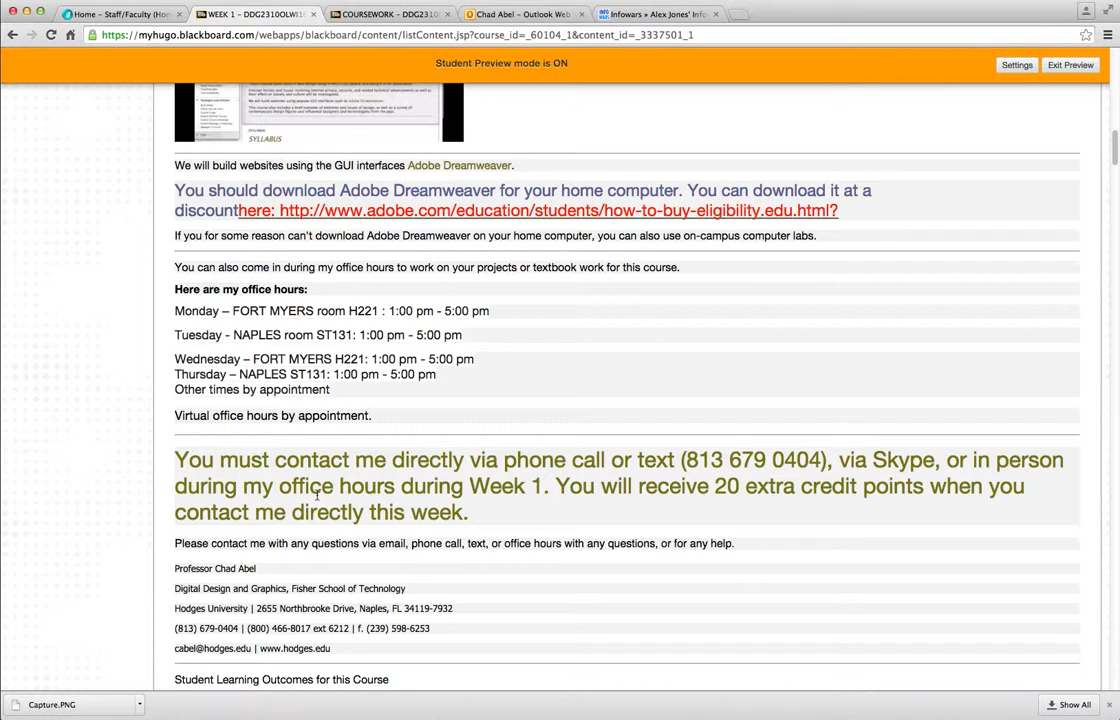 Home – Staff/Faculty (Hom
WEEK 1 – DDG2310OLWI1
COURSEWORK – DDG2310
Chad Abel – Outlook Web
Infowars » Alex Jones' Info
https://myhugo.blackboard.com/webapps/blackboard/content/listContent.jsp?course_id=_60104_1&content_id=_3337501_1
Student Preview mode is ON
Settings
Exit Preview
SYLLABUS
We will build websites using the GUI interfaces Adobe Dreamweaver.
You should download Adobe Dreamweaver for your home computer. You can download it at a
discounthere: http://www.adobe.com/education/students/how-to-buy-eligibility.edu.html?
If you for some reason can't download Adobe Dreamweaver on your home computer, you can also use on-campus computer labs.
You can also come in during my office hours to work on your projects or textbook work for this course.
Here are my office hours:
Monday – FORT MYERS room H221 : 1:00 pm - 5:00 pm
Tuesday - NAPLES room ST131: 1:00 pm - 5:00 pm
Wednesday – FORT MYERS H221: 1:00 pm - 5:00 pm
Thursday – NAPLES ST131: 1:00 pm - 5:00 pm
Other times by appointment
Virtual office hours by appointment.
You must contact me directly via phone call or text (813 679 0404), via Skype, or in person
during my office hours during Week 1. You will receive 20 extra credit points when you
contact me directly this week.
Please contact me with any questions via email, phone call, text, or office hours with any questions, or for any help.
Professor Chad Abel
Digital Design and Graphics, Fisher School of Technology
Hodges University | 2655 Northbrooke Drive, Naples, FL 34119-7932
(813) 679-0404 | (800) 466-8017 ext 6212 | f. (239) 598-6253
cabel@hodges.edu | www.hodges.edu
Student Learning Outcomes for this Course
Capture.PNG
Show All